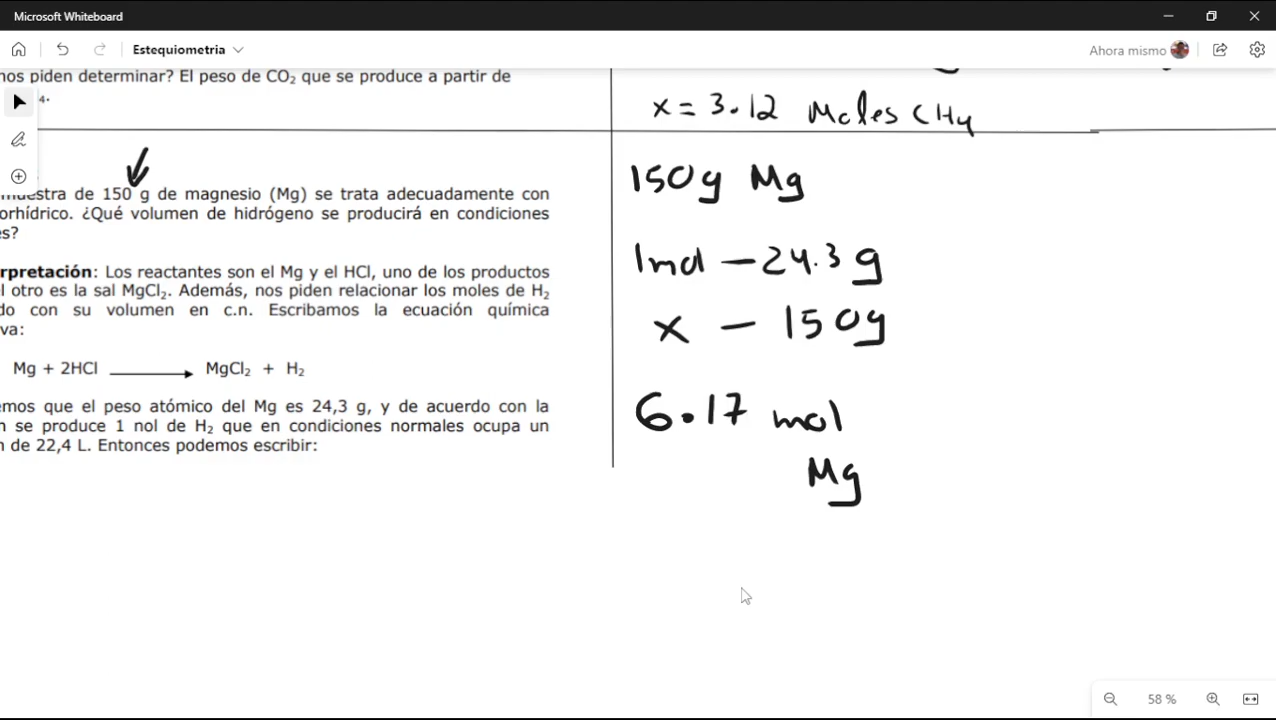 Microsoft Whiteboard
Estequiometria
Ahora mismo
nos piden determinar? El peso de CO₂ que se produce a partir de
4.
x = 3.12 Moles CH4
muestra de 150 g de magnesio (Mg) se trata adecuadamente con
orhídrico. ¿Qué volumen de hidrógeno se producirá en condiciones
es?
rpretación: Los reactantes son el Mg y el HCl, uno de los productos
el otro es la sal MgCl₂. Además, nos piden relacionar los moles de H₂
do con su volumen en c.n. Escribamos la ecuación química
va:
Mg + 2HCl ⟶ MgCl₂ + H₂
emos que el peso atómico del Mg es 24,3 g, y de acuerdo con la
n se produce 1 nol de H₂ que en condiciones normales ocupa un
n de 22,4 L. Entonces podemos escribir:
150g Mg
1mol – 24.3 g
x – 150g
6.17 mol
Mg
58 %